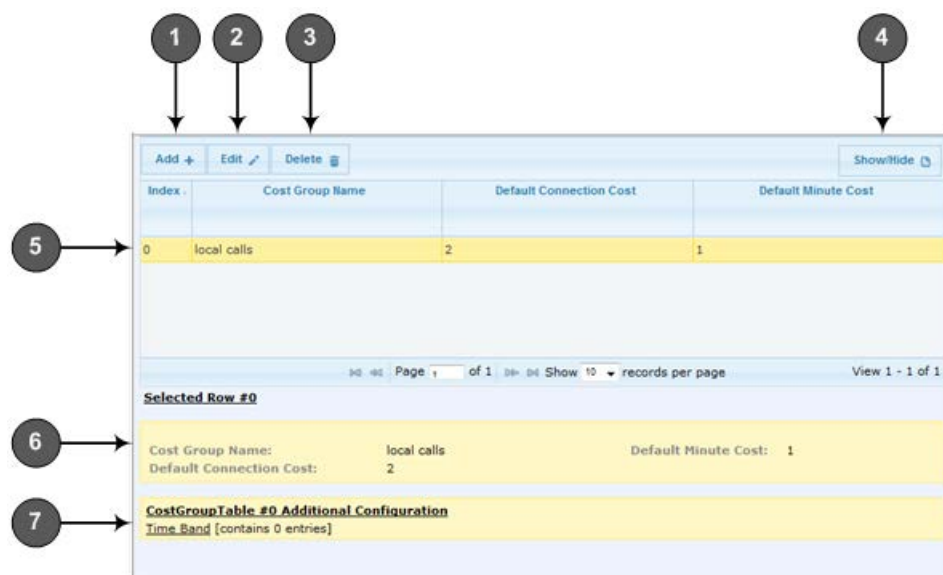 1 2 3 4
Add + Edit Delete Show/Hide
Index Cost Group Name Default Connection Cost Default Minute Cost
5
0 local calls 2 1
Page 1 of 1 Show 10 records per page View 1 - 1 of 1
Selected Row #0
6
Cost Group Name: local calls Default Minute Cost: 1
Default Connection Cost: 2
7
CostGroupTable #0 Additional Configuration
Time Band [contains 0 entries]